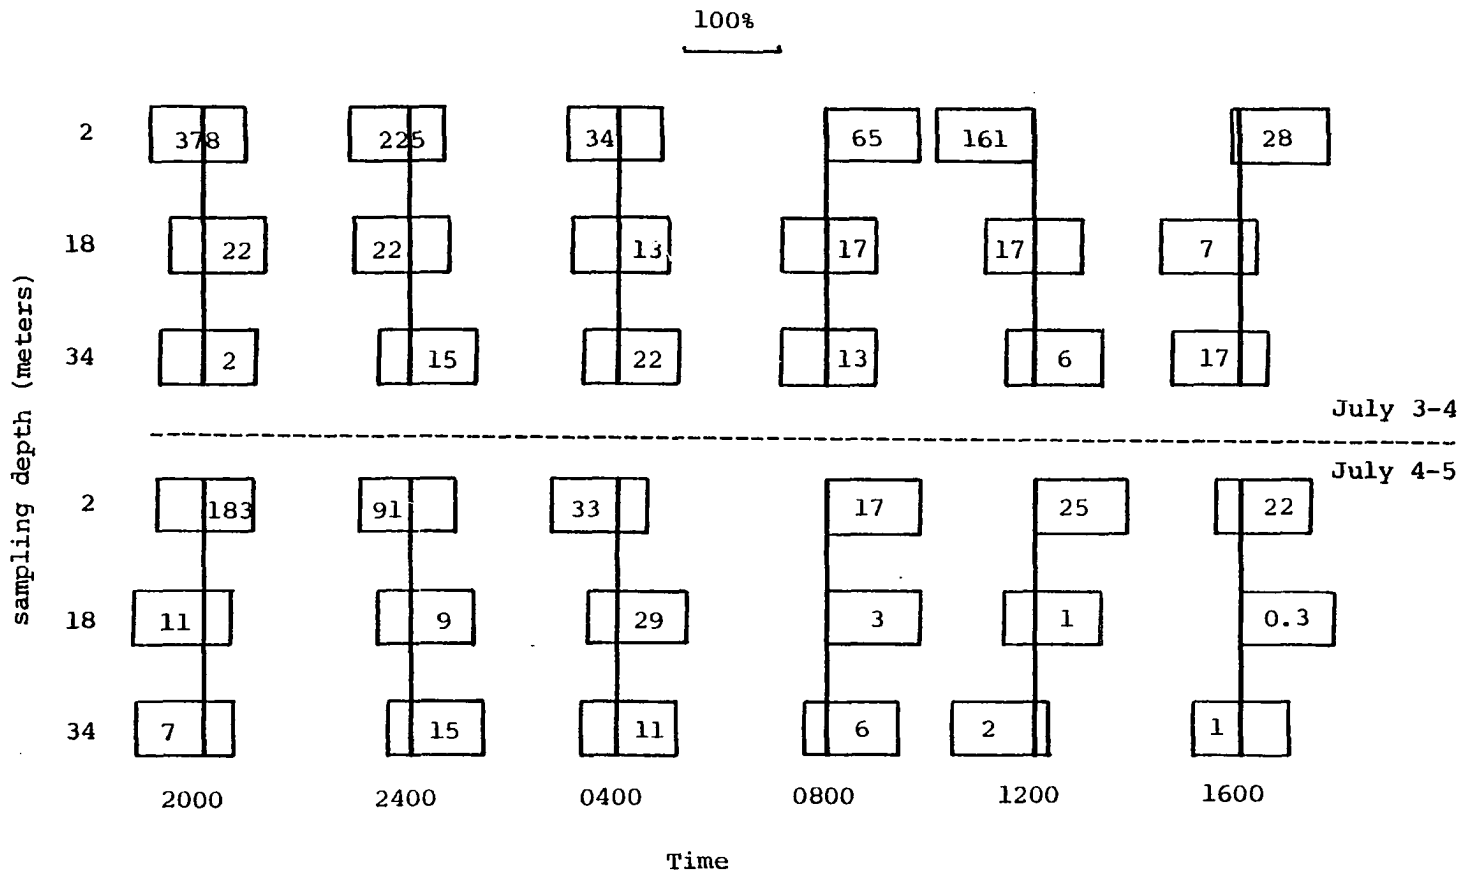 100%
2 378 225 34 65 161 28
18 22 22 13 17 17 7
34 2 15 22 13 6 17
July 3-4
July 4-5
2 183 91 33 17 25 22
18 11 9 29 3 1 0.3
34 7 15 11 6 2 1
sampling depth (meters)
2000 2400 0400 0800 1200 1600
Time